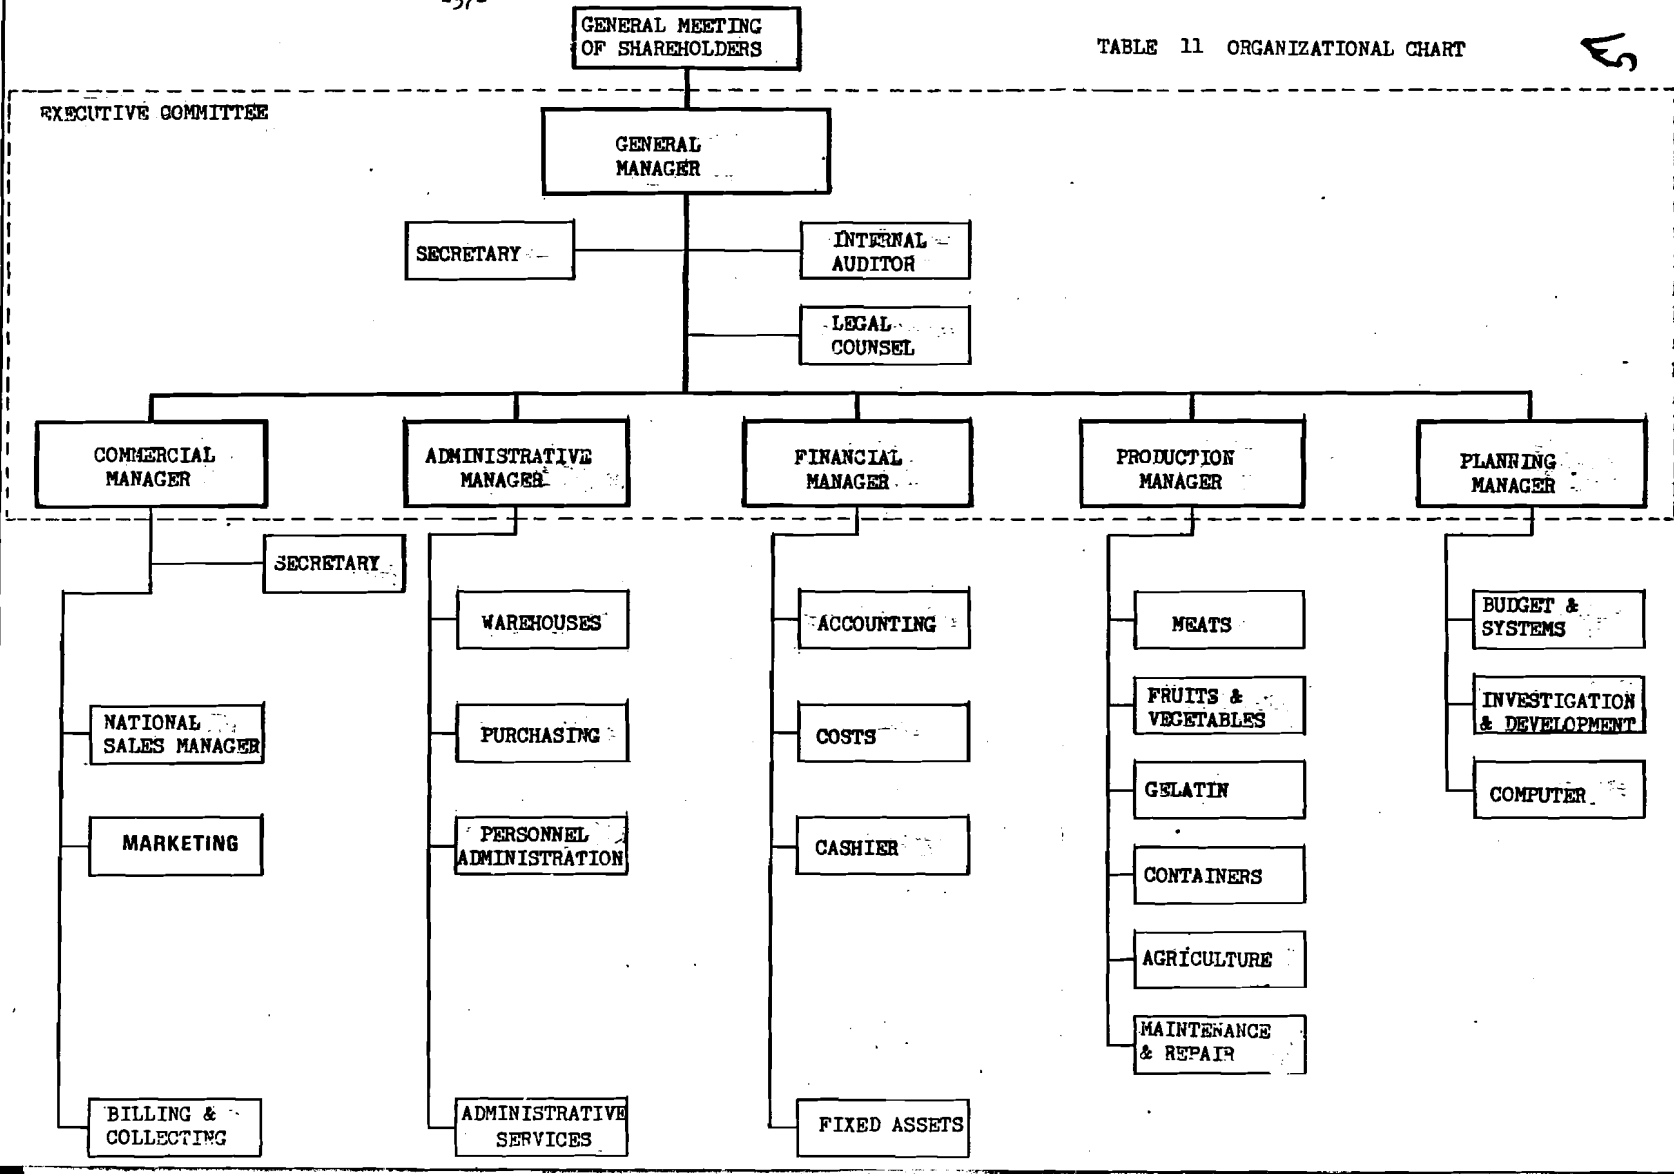 -37-
GENERAL MEETING
OF SHAREHOLDERS
TABLE 11 ORGANIZATIONAL CHART
EXECUTIVE COMMITTEE
GENERAL
MANAGER
SECRETARY
INTERNAL
AUDITOR
LEGAL
COUNSEL
COMMERCIAL
MANAGER
ADMINISTRATIVE
MANAGER
FINANCIAL
MANAGER
PRODUCTION
MANAGER
PLANNING
MANAGER
SECRETARY
WAREHOUSES
ACCOUNTING
MEATS
BUDGET &
SYSTEMS
NATIONAL
SALES MANAGER
PURCHASING
COSTS
FRUITS &
VEGETABLES
INVESTIGATION
& DEVELOPMENT
GELATIN
COMPUTER
MARKETING
PERSONNEL
ADMINISTRATION
CASHIER
CONTAINERS
AGRICULTURE
MAINTENANCE
& REPAIR
BILLING &
COLLECTING
ADMINISTRATIVE
SERVICES
FIXED ASSETS